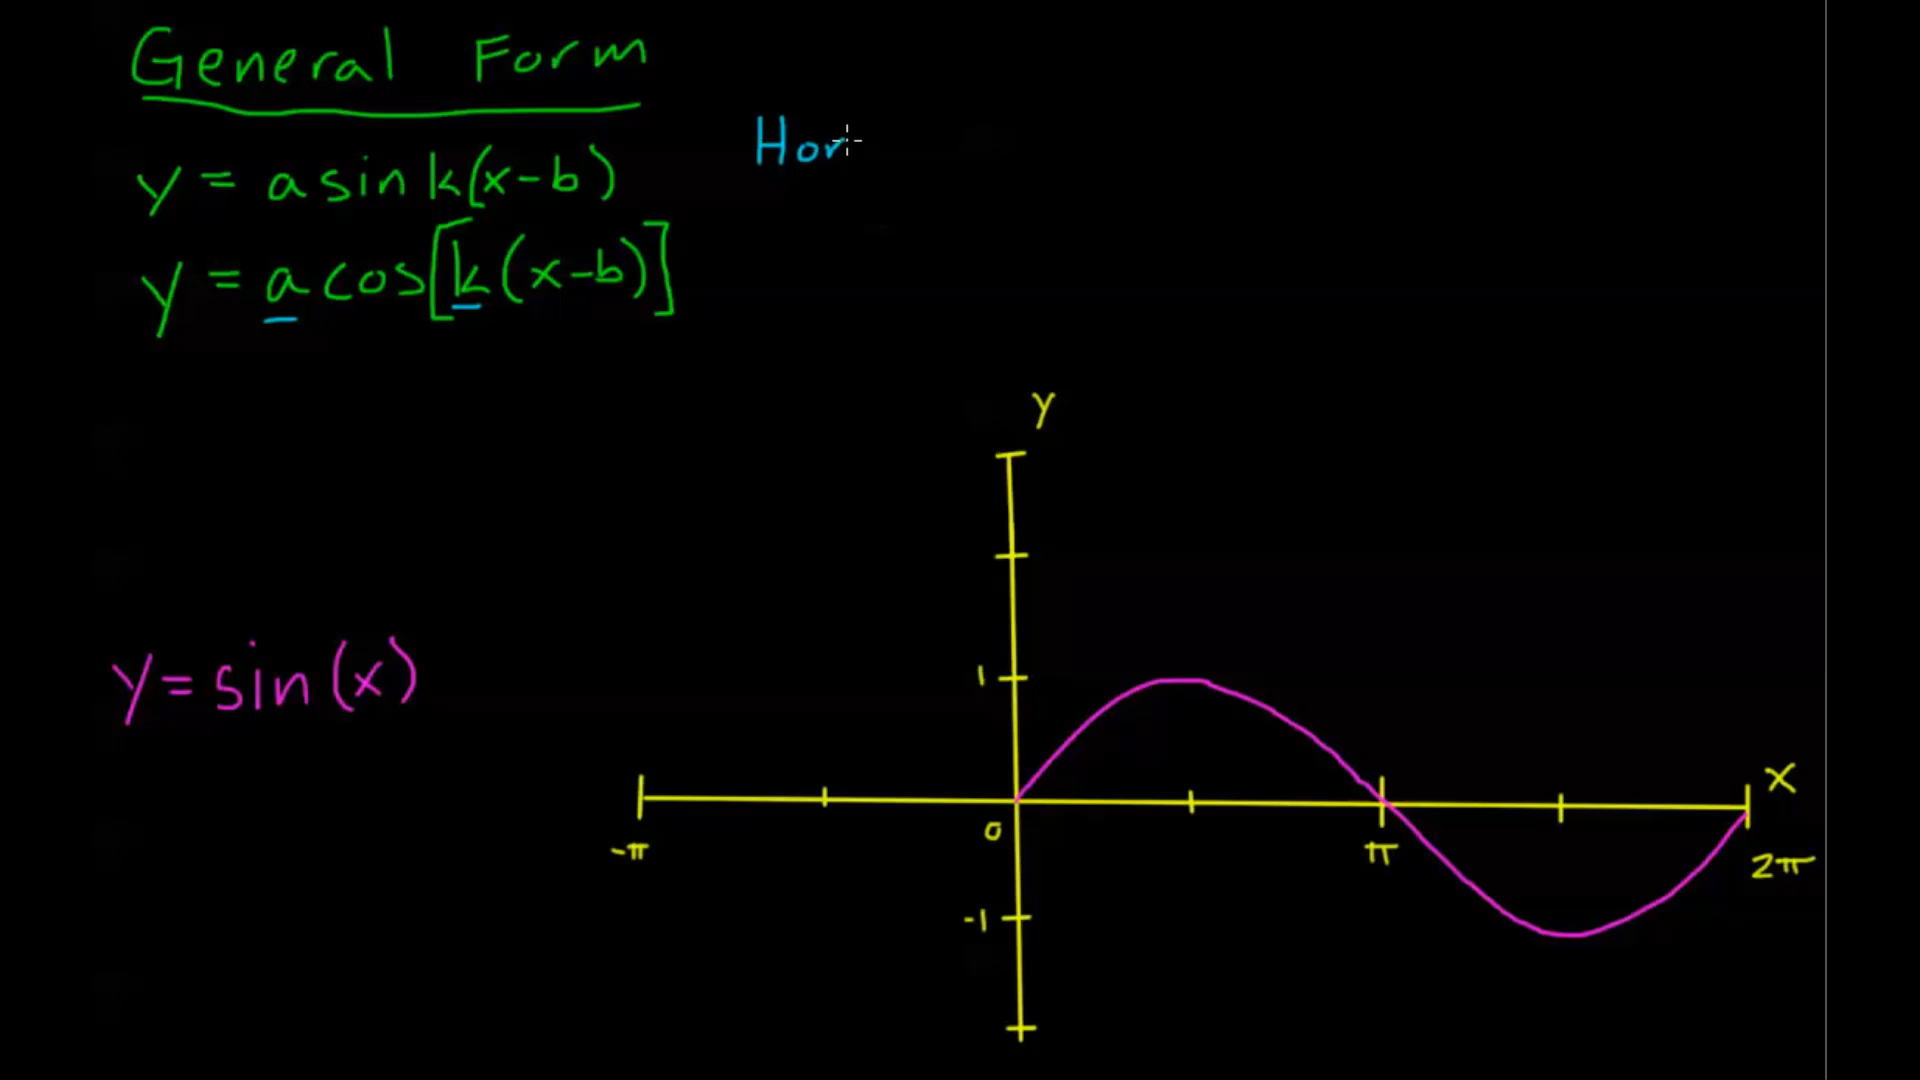 General Form
Hor
y = a sin k(x-b)
y = a cos[k(x-b)]
y
1
y = sin(x)
x
0
-π
π
2π
-1